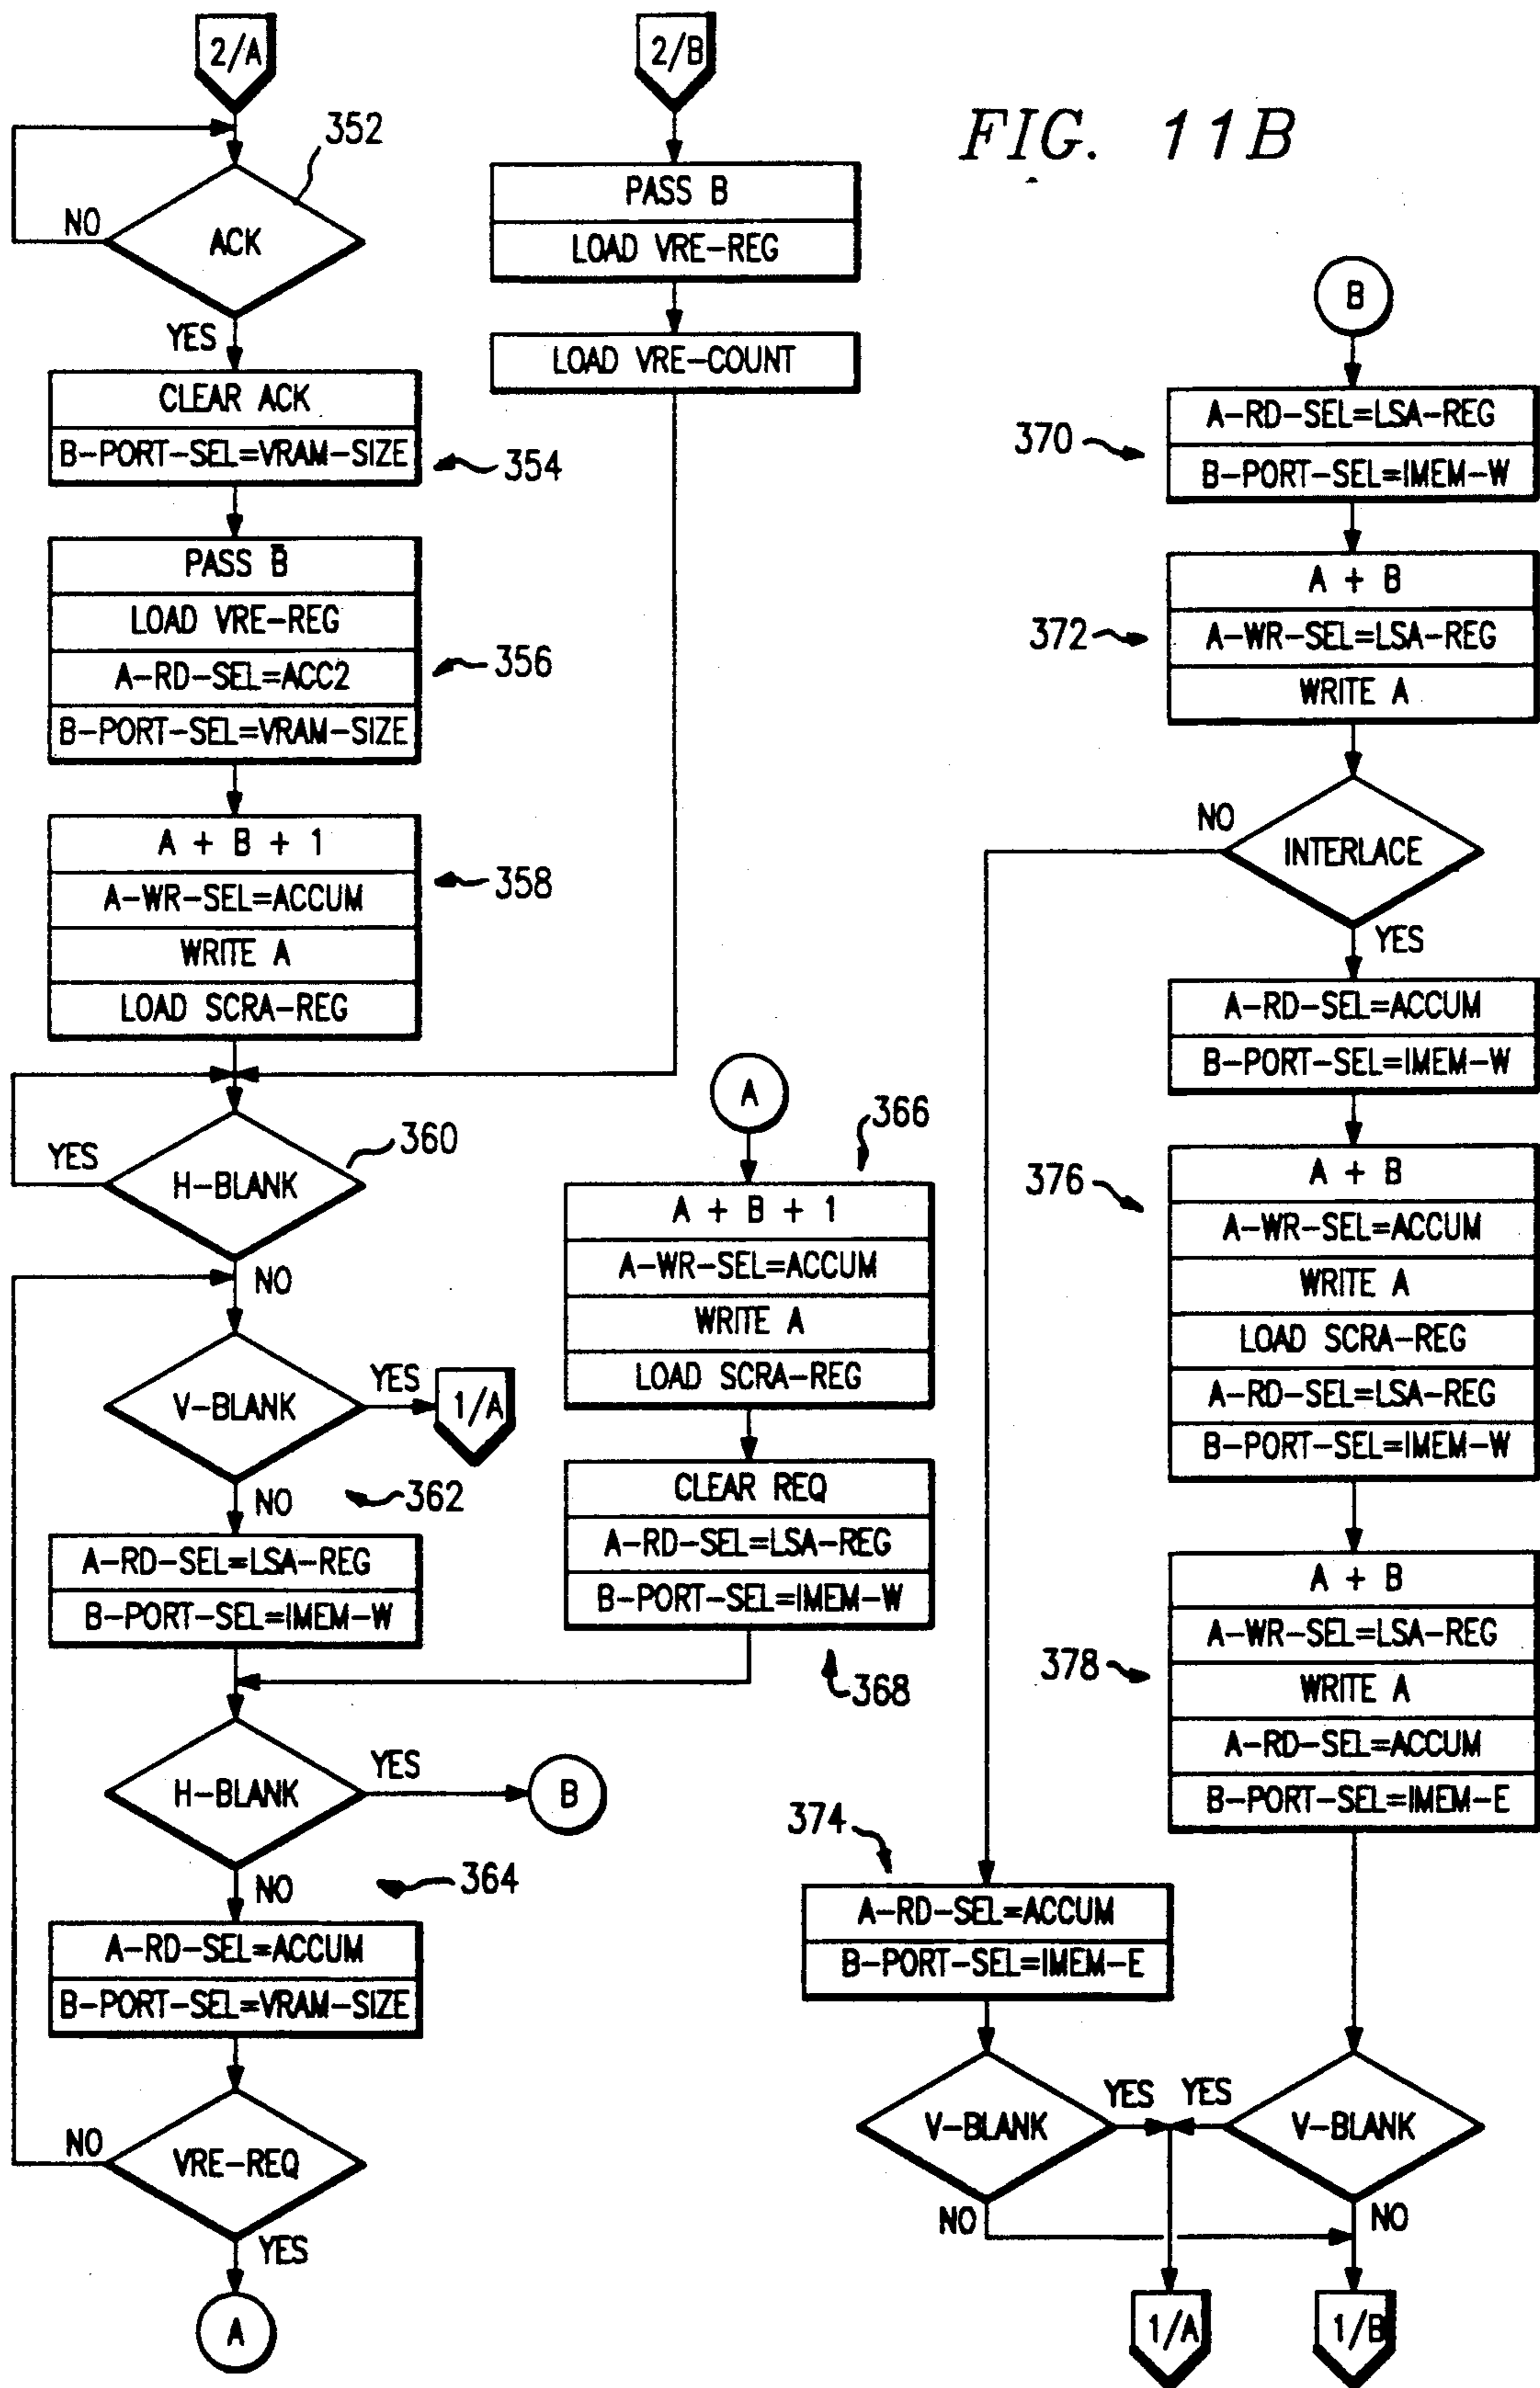 2/A
2/B
FIG. 11B
352
NO
ACK
YES
CLEAR ACK
B-PORT-SEL=VRAM-SIZE
354
PASS B̅
LOAD VRE-REG
A-RD-SEL=ACC2
B-PORT-SEL=VRAM-SIZE
356
A + B + 1
A-WR-SEL=ACCUM
WRITE A
LOAD SCRA-REG
358
YES
H-BLANK
360
NO
V-BLANK
YES
1/A
NO
362
A-RD-SEL=LSA-REG
B-PORT-SEL=IMEM-W
H-BLANK
YES
B
NO
364
A-RD-SEL=ACCUM
B-PORT-SEL=VRAM-SIZE
NO
VRE-REQ
YES
A
PASS B
LOAD VRE-REG
LOAD VRE-COUNT
A
366
A + B + 1
A-WR-SEL=ACCUM
WRITE A
LOAD SCRA-REG
CLEAR REQ
A-RD-SEL=LSA-REG
B-PORT-SEL=IMEM-W
368
B
370
A-RD-SEL=LSA-REG
B-PORT-SEL=IMEM-W
372
A + B
A-WR-SEL=LSA-REG
WRITE A
NO
INTERLACE
YES
A-RD-SEL=ACCUM
B-PORT-SEL=IMEM-W
376
A + B
A-WR-SEL=ACCUM
WRITE A
LOAD SCRA-REG
A-RD-SEL=LSA-REG
B-PORT-SEL=IMEM-W
378
A + B
A-WR-SEL=LSA-REG
WRITE A
A-RD-SEL=ACCUM
B-PORT-SEL=IMEM-E
374
A-RD-SEL=ACCUM
B-PORT-SEL=IMEM-E
V-BLANK
YES
YES
V-BLANK
NO
NO
1/A
1/B